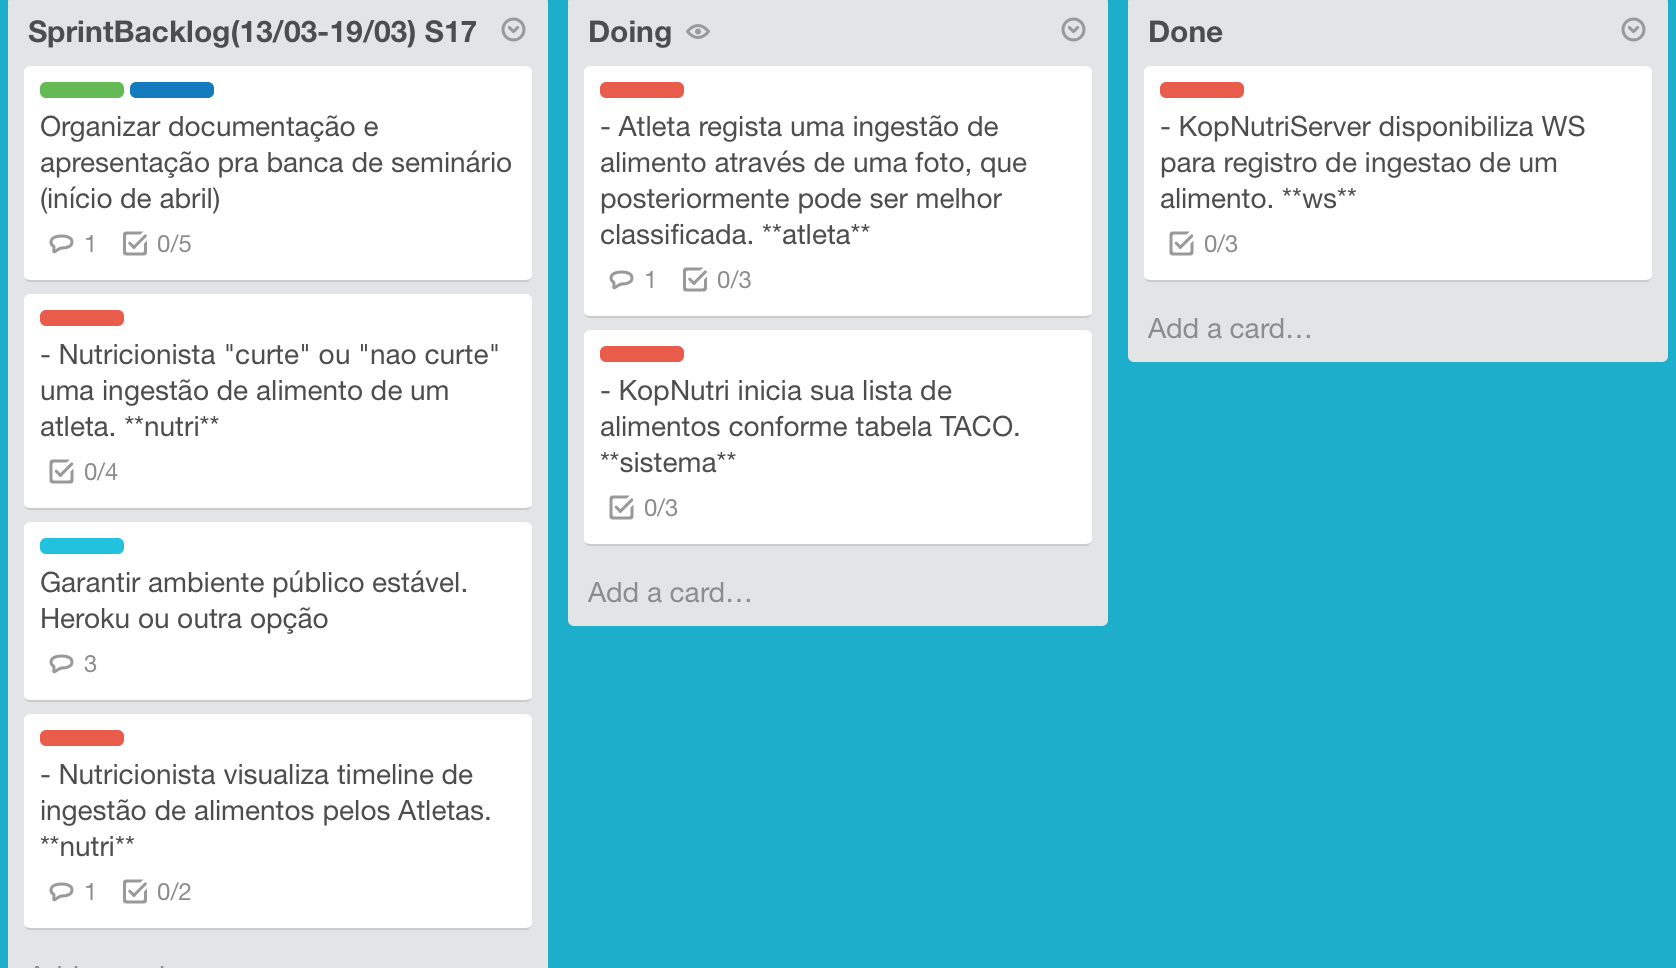 SprintBacklog(13/03-19/03) S17
Organizar documentação e
apresentação pra banca de seminário
(início de abril)
1 0/5
- Nutricionista "curte" ou "nao curte"
uma ingestão de alimento de um
atleta. **nutri**
0/4
Garantir ambiente público estável.
Heroku ou outra opção
3
- Nutricionista visualiza timeline de
ingestão de alimentos pelos Atletas.
**nutri**
1 0/2
Doing
- Atleta regista uma ingestão de
alimento através de uma foto, que
posteriormente pode ser melhor
classificada. **atleta**
1 0/3
- KopNutri inicia sua lista de
alimentos conforme tabela TACO.
**sistema**
0/3
Add a card…
Done
- KopNutriServer disponibiliza WS
para registro de ingestao de um
alimento. **ws**
0/3
Add a card…